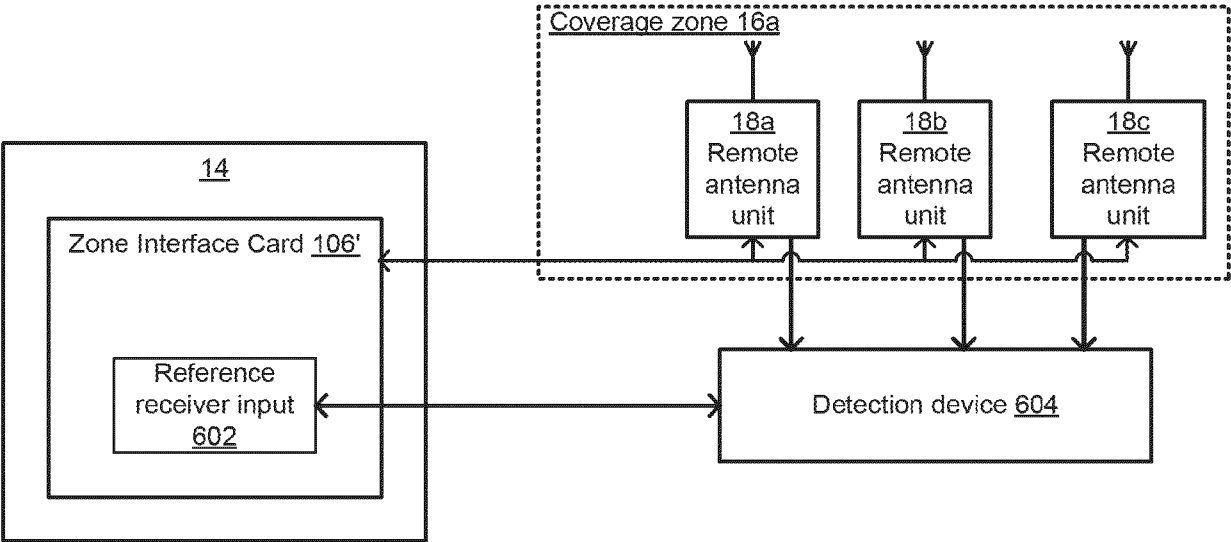 Coverage zone 16a
18a
Remote
antenna
unit
18b
Remote
antenna
unit
18c
Remote
antenna
unit
14
Zone Interface Card 106'
Reference
receiver input
602
Detection device 604